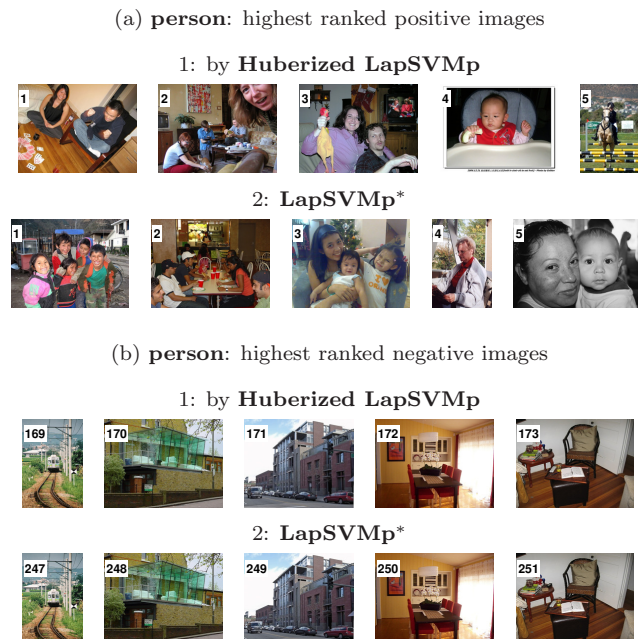 (a) person: highest ranked positive images
1: by Huberized LapSVMp
1 2 3 4 5
2: LapSVMp*
1 2 3 4 5
(b) person: highest ranked negative images
1: by Huberized LapSVMp
169 170 171 172 173
2: LapSVMp*
247 248 249 250 251